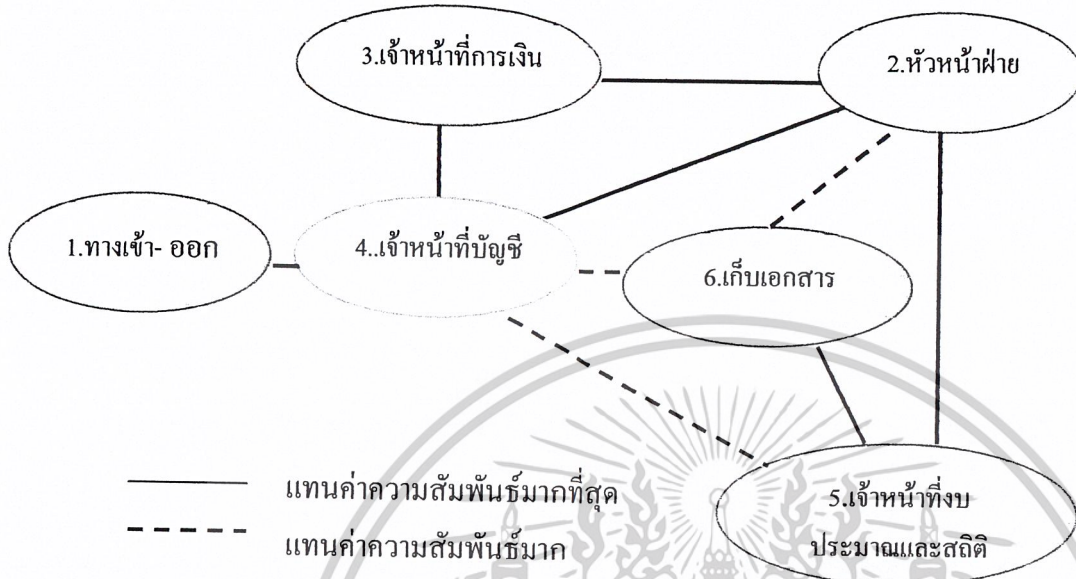 3.เจ้าหน้าที่การเงิน
2.หัวหน้าฝ่าย
1.ทางเข้า- ออก
4..เจ้าหน้าที่บัญชี
6.เก็บเอกสาร
5.เจ้าหน้าที่งบ
ประมาณและสถิติ
แทนค่าความสัมพันธ์มากที่สุด
แทนค่าความสัมพันธ์มาก